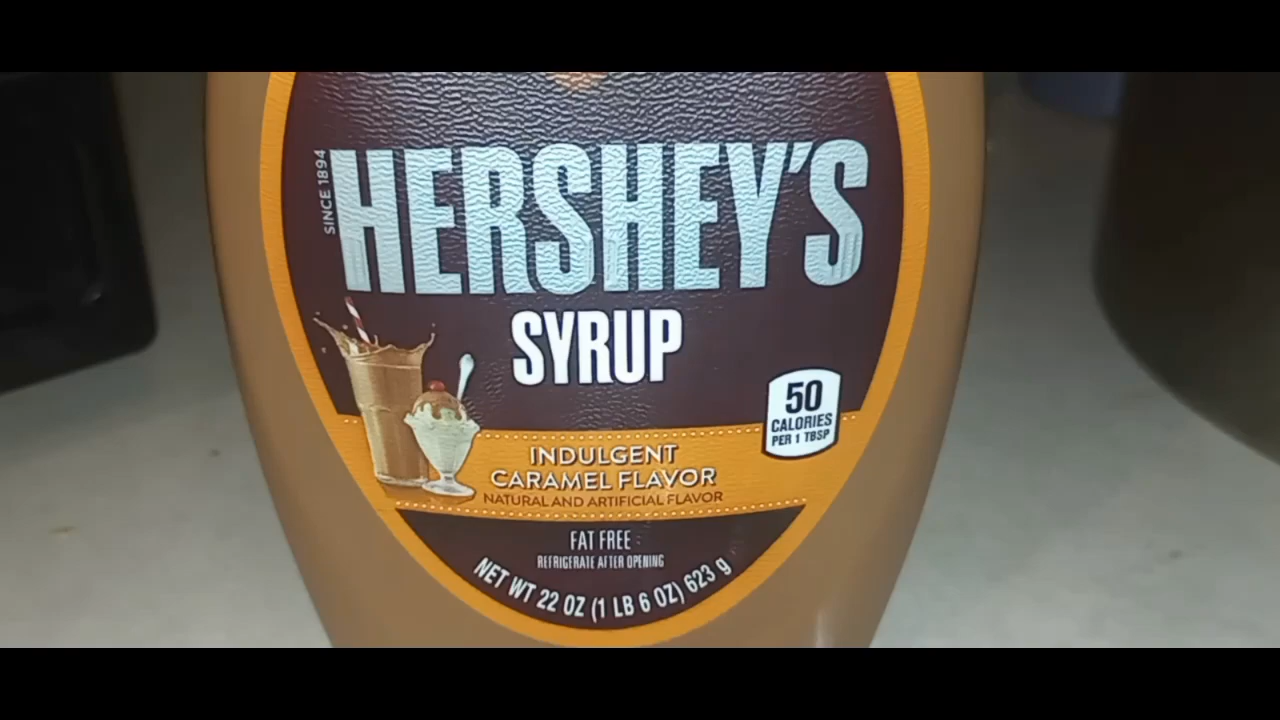 SINCE 1894
HERSHEY'S
SYRUP
50
CALORIES
PER 1 TBSP
INDULGENT
CARAMEL FLAVOR
NATURAL AND ARTIFICIAL FLAVOR
FAT FREE
REFRIGERATE AFTER OPENING
NET WT 22 OZ (1 LB 6 OZ) 623 g